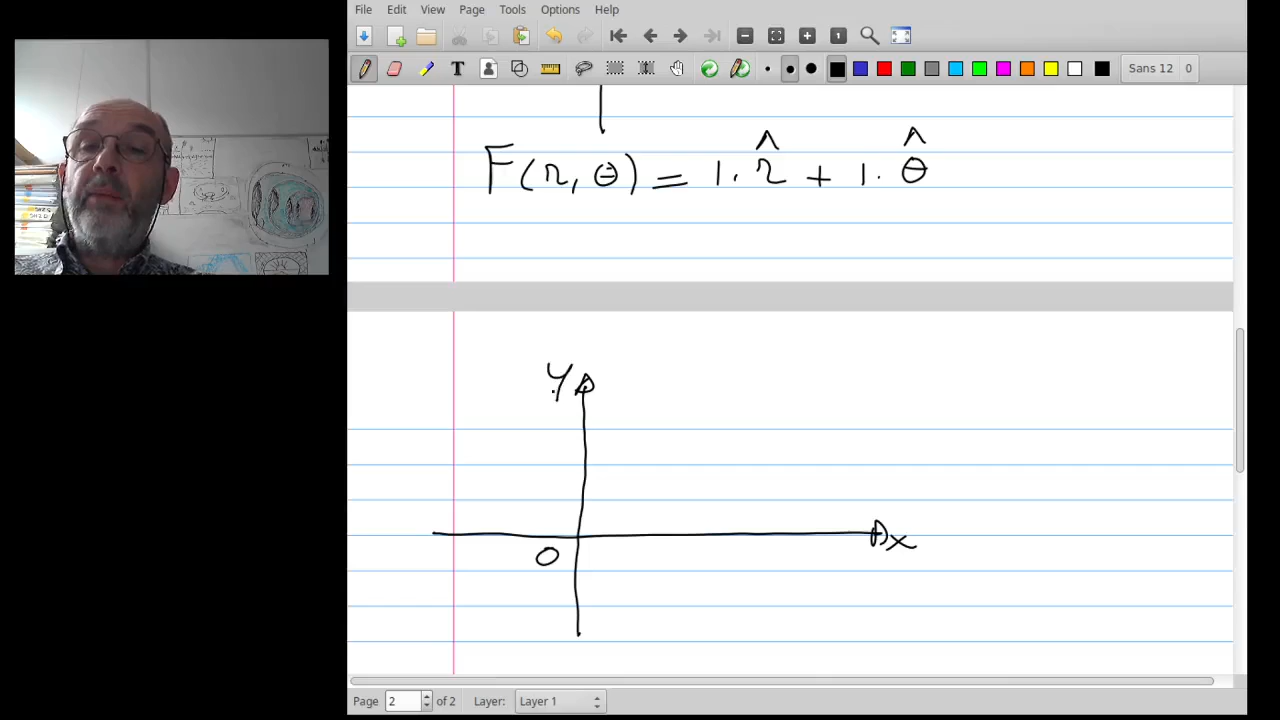 File Edit View Page Tools Options Help
Sans 12 0
F(r, θ) = 1. r̂ + 1. θ̂
y
O x
Page 2 of 2 Layer: Layer 1